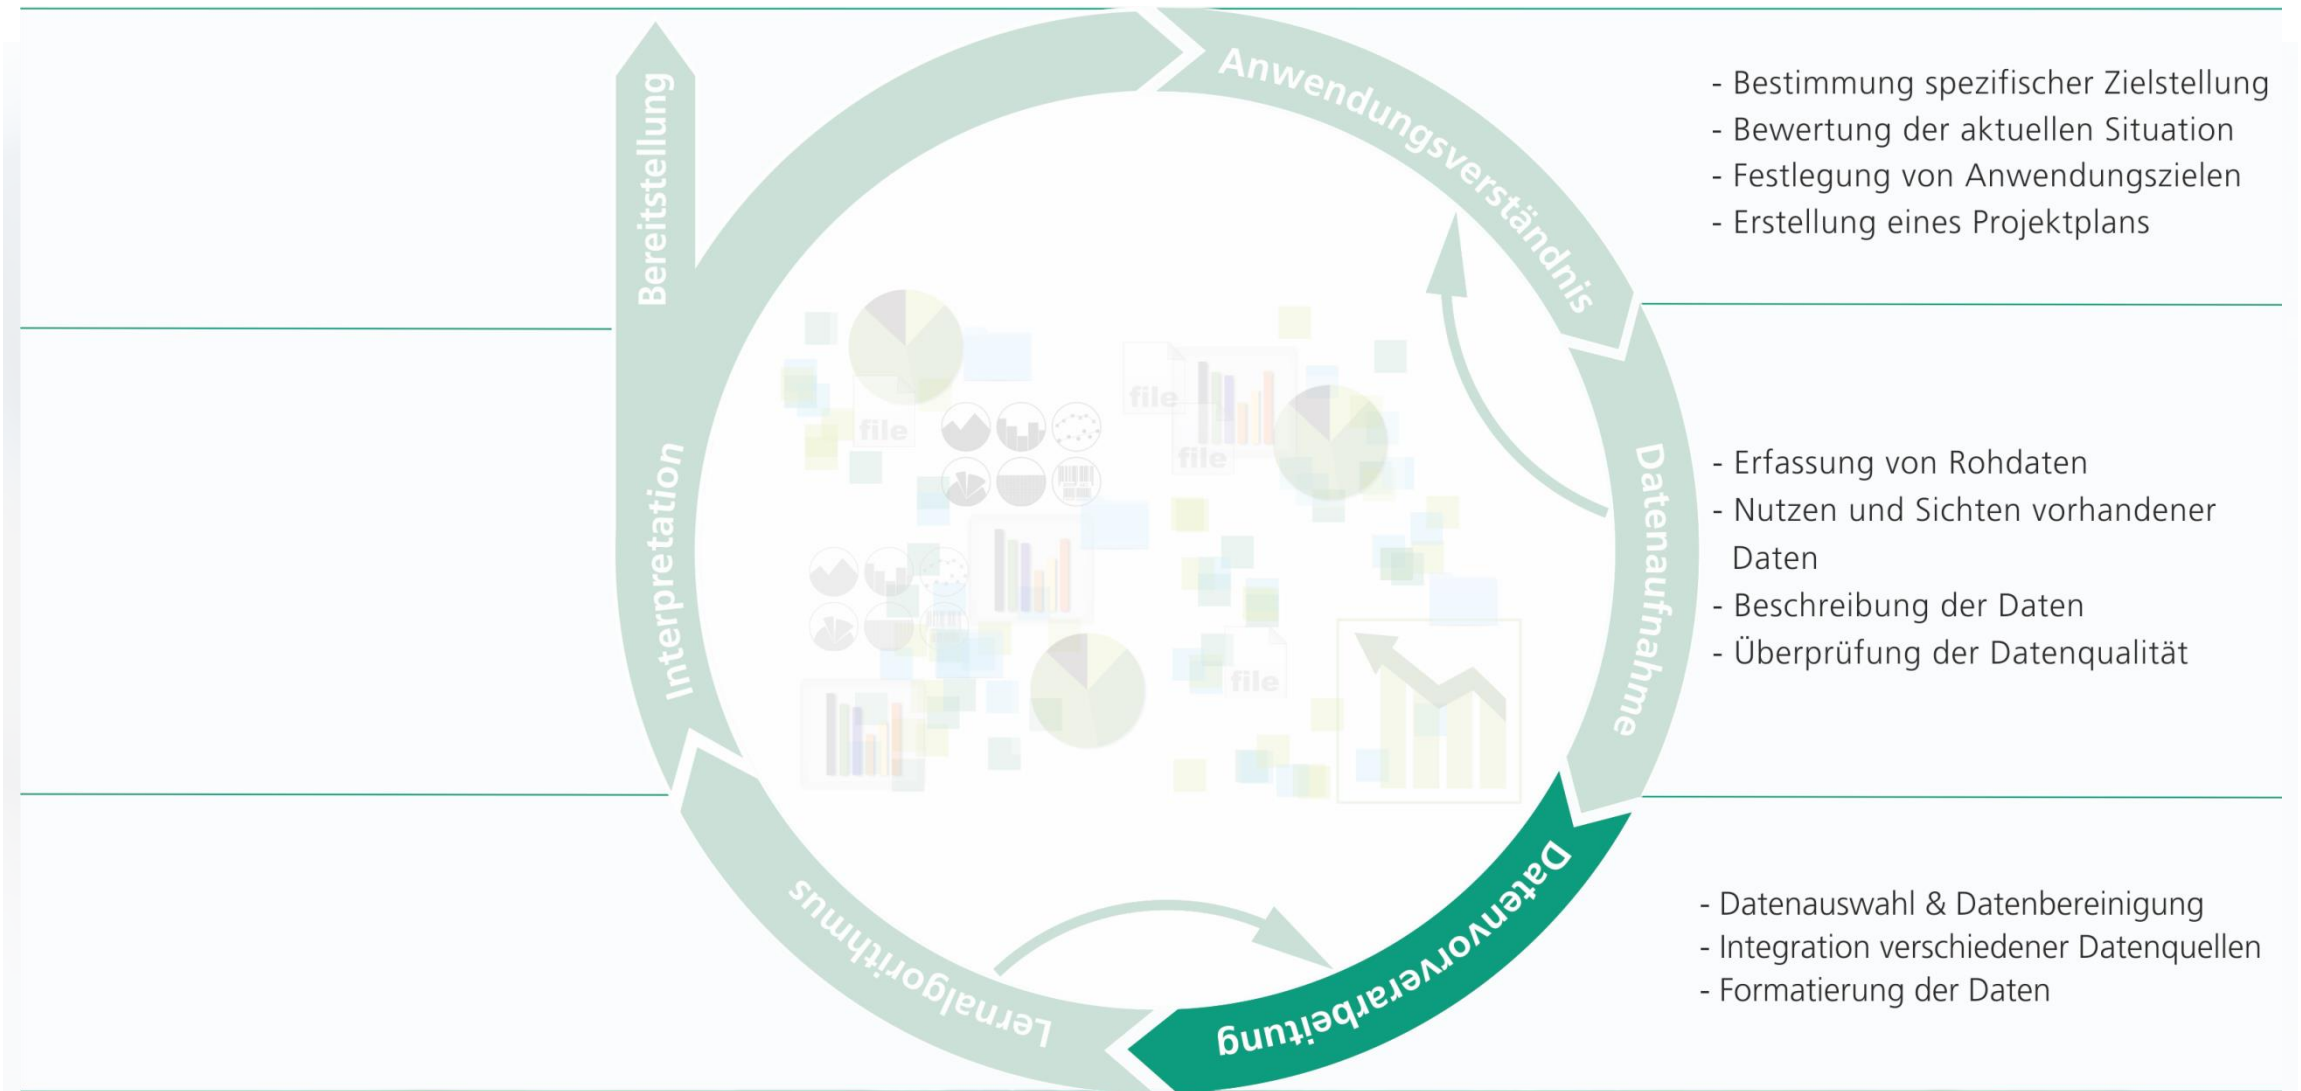 Bereitstellung
Anwendungsverständnis
- Bestimmung spezifischer Zielstellung
- Bewertung der aktuellen Situation
- Festlegung von Anwendungszielen
- Erstellung eines Projektplans
Interpretation
file
file
file
file
Datenaufnahme
- Erfassung von Rohdaten
- Nutzen und Sichten vorhandener
Daten
- Beschreibung der Daten
- Überprüfung der Datenqualität
Lernalgorithmus
Datenvorverarbeitung
- Datenauswahl & Datenbereinigung
- Integration verschiedener Datenquellen
- Formatierung der Daten